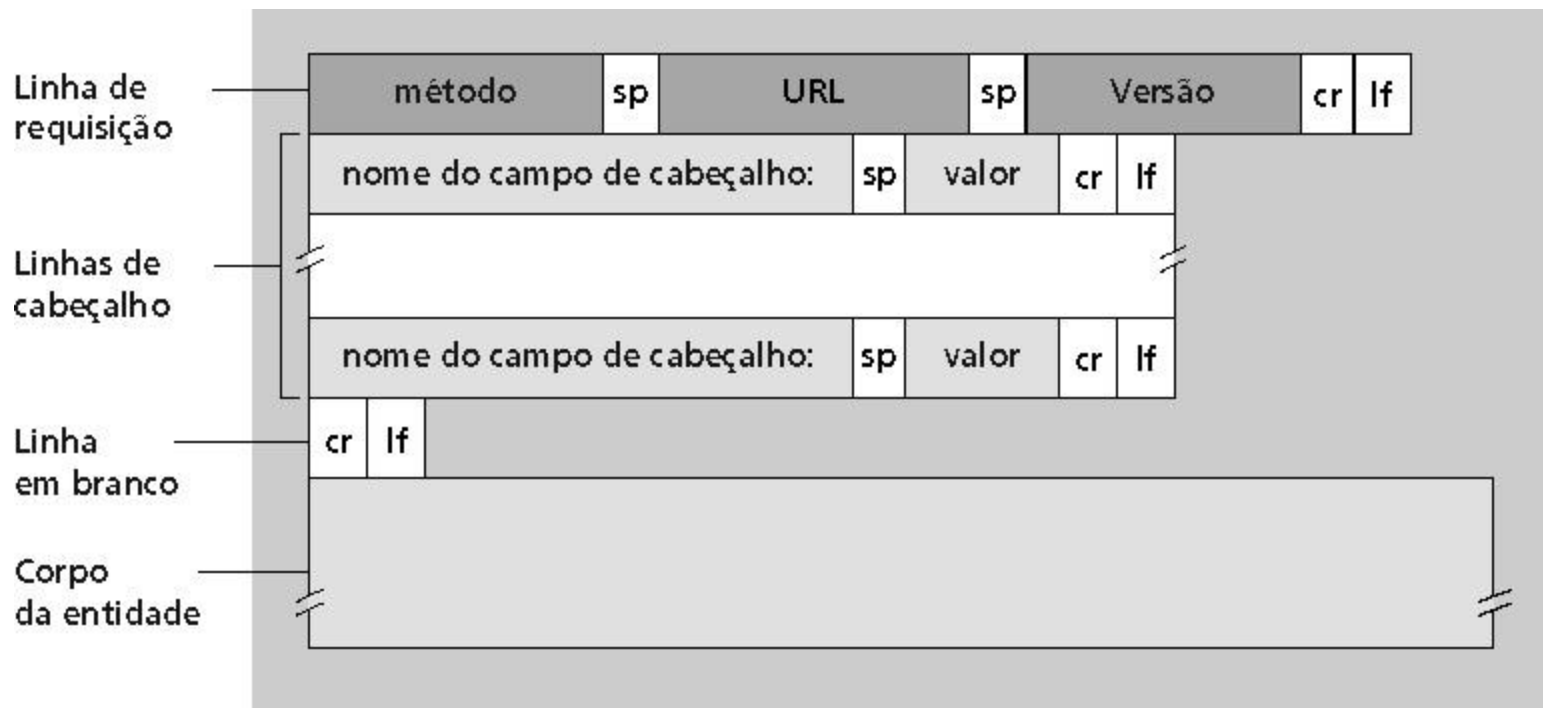 Linha de
requisição
método sp URL sp Versão cr lf
nome do campo de cabeçalho: sp valor cr lf
Linhas de
cabeçalho
nome do campo de cabeçalho: sp valor cr lf
Linha
em branco
cr lf
Corpo
da entidade